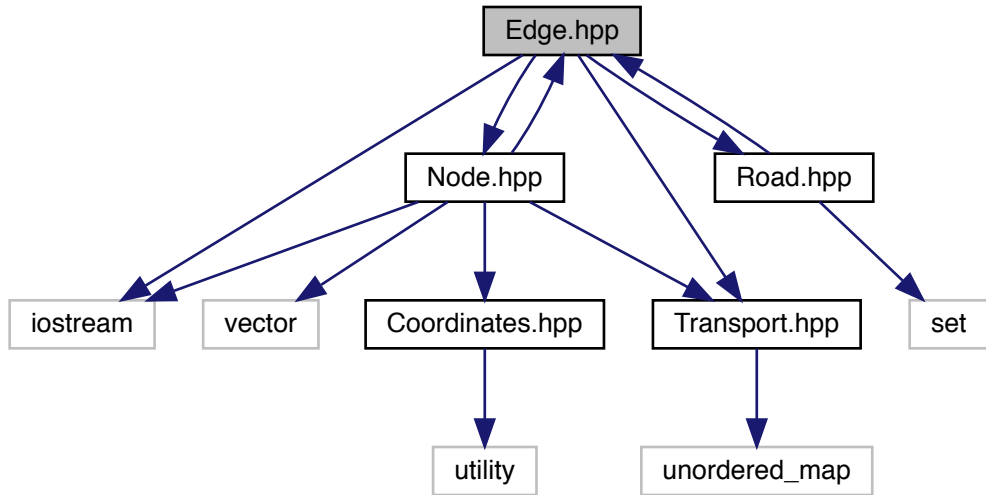 Edge.hpp
Node.hpp
Road.hpp
iostream
vector
Coordinates.hpp
Transport.hpp
set
utility
unordered_map